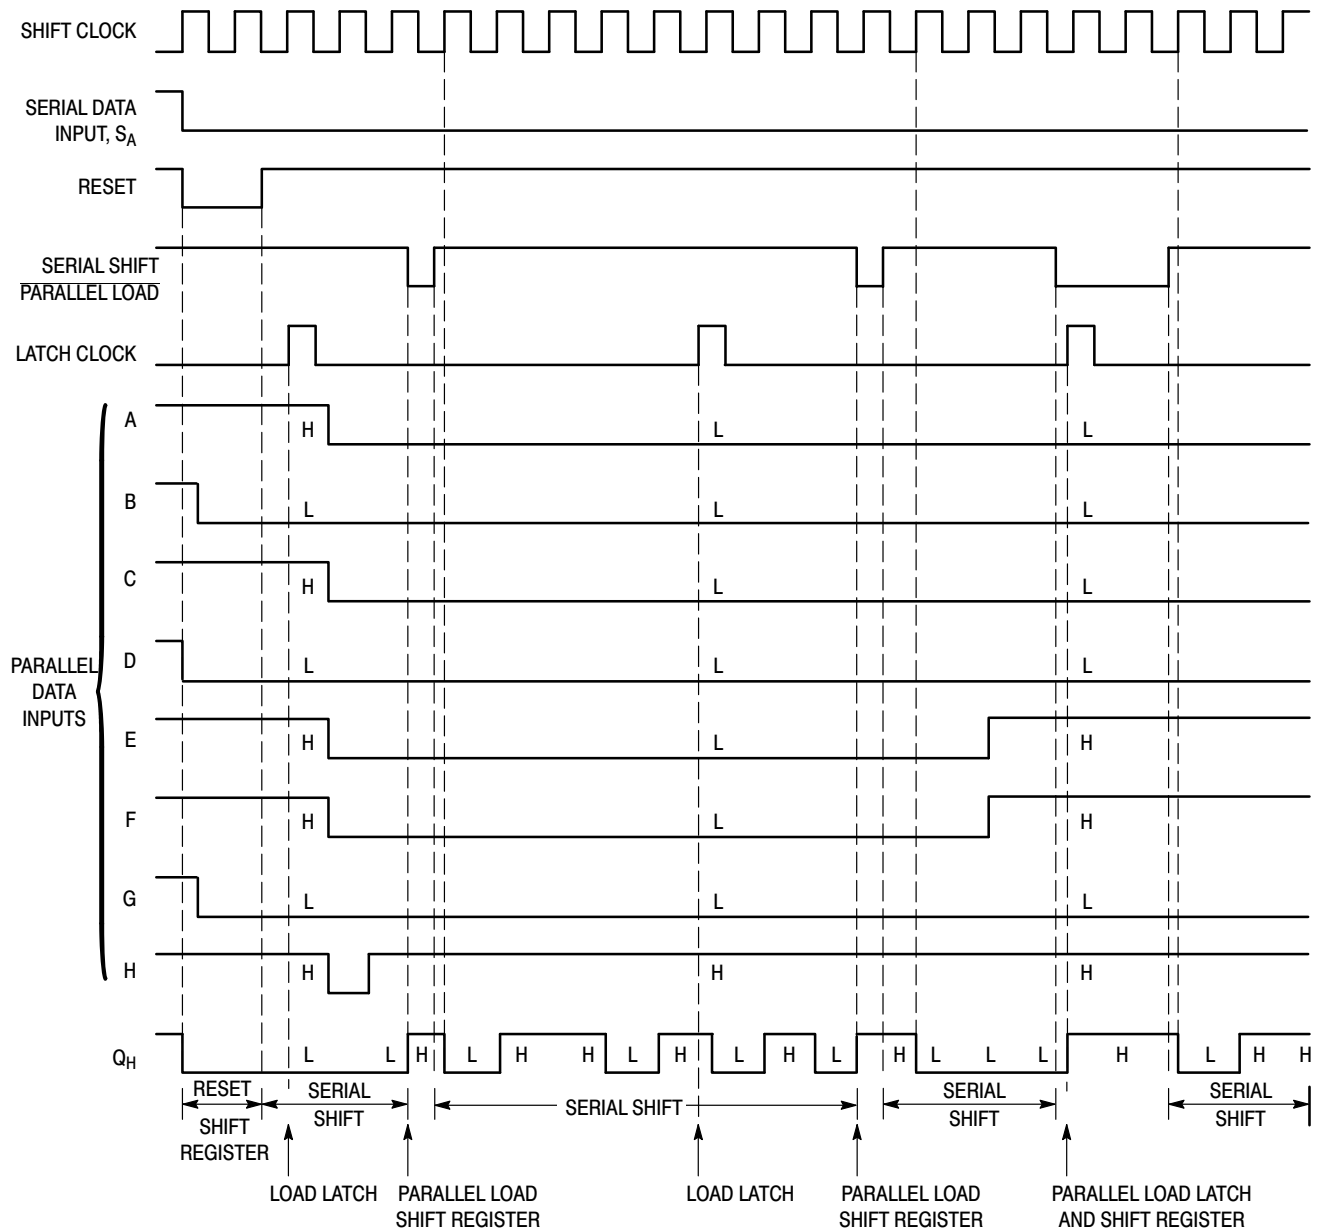 SHIFT CLOCK
SERIAL DATA
INPUT, SA
RESET
SERIAL SHIFT
PARALLEL LOAD
LATCH CLOCK
A
H L L
B
L L L
C
H L L
D
L L L
PARALLEL
DATA
INPUTS
E
H L H
F
H L H
G
L L L
H
H H H
QH
L L H L H H L H L H L H L L L H L H H
RESET
SHIFT
REGISTER
SERIAL
SHIFT
SERIAL SHIFT
SERIAL
SHIFT
SERIAL
SHIFT
LOAD LATCH
PARALLEL LOAD
SHIFT REGISTER
LOAD LATCH
PARALLEL LOAD
SHIFT REGISTER
PARALLEL LOAD LATCH
AND SHIFT REGISTER